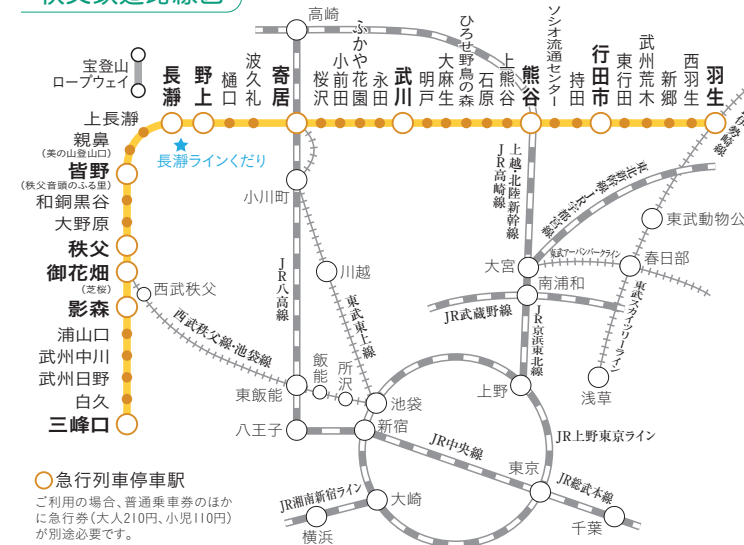 高崎
宝登山
ロープウェイ
長瀞
野上
樋口
波久礼
寄居
桜沢
小前田
ふかや花園
永田
武川
明戸
大麻生
ひろせ野鳥の森
石原
上熊谷
熊谷
ソシオ流通センター
持田
行田市
東行田
武州荒木
新郷
西羽生
羽生
伊勢崎線
上長瀞
親鼻
(美の山登山口)
皆野
(秩父音頭のふる里)
和銅黒谷
大野原
秩父
御花畑
(芝桜)
影森
浦山口
武州中川
武州日野
白久
三峰口
長瀞ラインくだり
小川町
上越・北陸新幹線
JR高崎線
東北新幹線
JR宇都宮線
東武動物公
大宮
東武アーバンパークライン
春日部
西武秩父
西武秩父線・池袋線
JR八高線
川越
東武東上線
南浦和
JR武蔵野線
JR京浜東北線
東武スカイツリーライン
浅草
東飯能
飯能
所沢
池袋
上野
八王子
新宿
JR中央線
JR上野東京ライン
東京
JR総武本線
千葉
JR湘南新宿ライン
大崎
横浜
急行列車停車駅
ご利用の場合、普通乗車券のほか
に急行券(大人210円、小児110円)
が別途必要です。